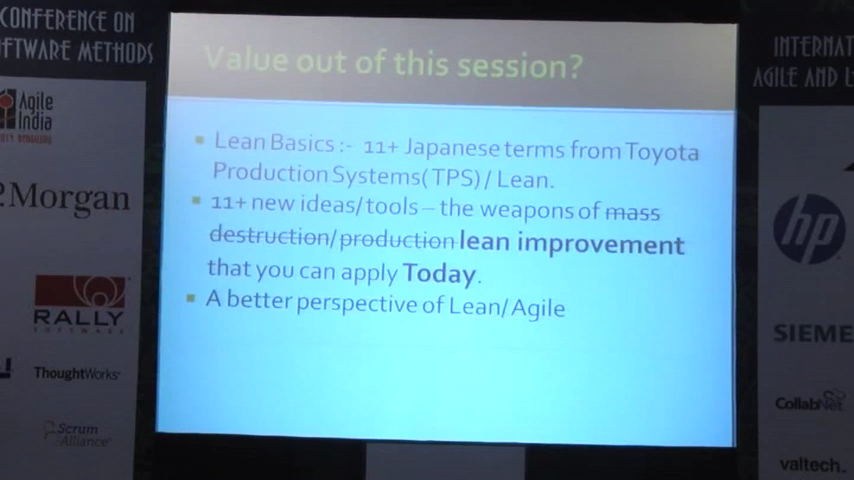 CONFERENCE ON
FTWARE METHODS
Agile
India
Morgan
RALLY
SOFTWARE
ThoughtWorks
Scrum
Alliance
Value out of this session?
Lean Basics :- 11+ Japanese terms from Toyota
Production Systems( TPS) / Lean.
11+ new ideas/tools – the weapons of mass
destruction/production lean improvement
that you can apply Today.
A better perspective of Lean/Agile
INTERNAT
AGILE AND L
hp
SIEME
CollabNet
valtech.